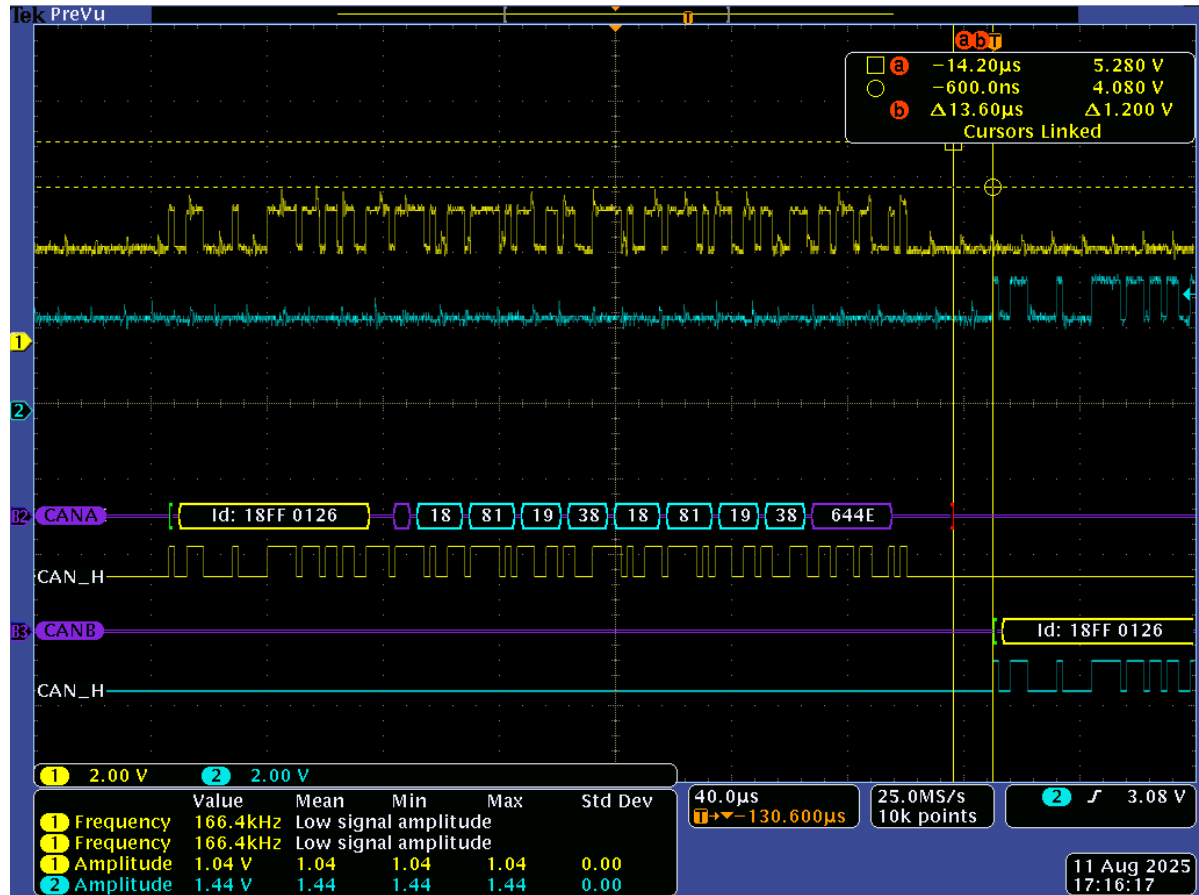 Tek PreVu
T
a b T
a −14.20µs 5.280 V
−600.0ns 4.080 V
b Δ13.60µs Δ1.200 V
Cursors Linked
1
2
B2 CANA Id: 18FF 0126 18 81 19 38 18 81 19 38 644E
CAN_H
B3 CANB Id: 18FF 0126
CAN_H
1 2.00 V 2 2.00 V
Value Mean Min Max Std Dev
1 Frequency 166.4kHz Low signal amplitude
1 Frequency 166.4kHz Low signal amplitude
1 Amplitude 1.04 V 1.04 1.04 1.04 0.00
2 Amplitude 1.44 V 1.44 1.44 1.44 0.00
40.0µs
T→▼−130.600µs
25.0MS/s
10k points
2 3.08 V
11 Aug 2025
17:16:17